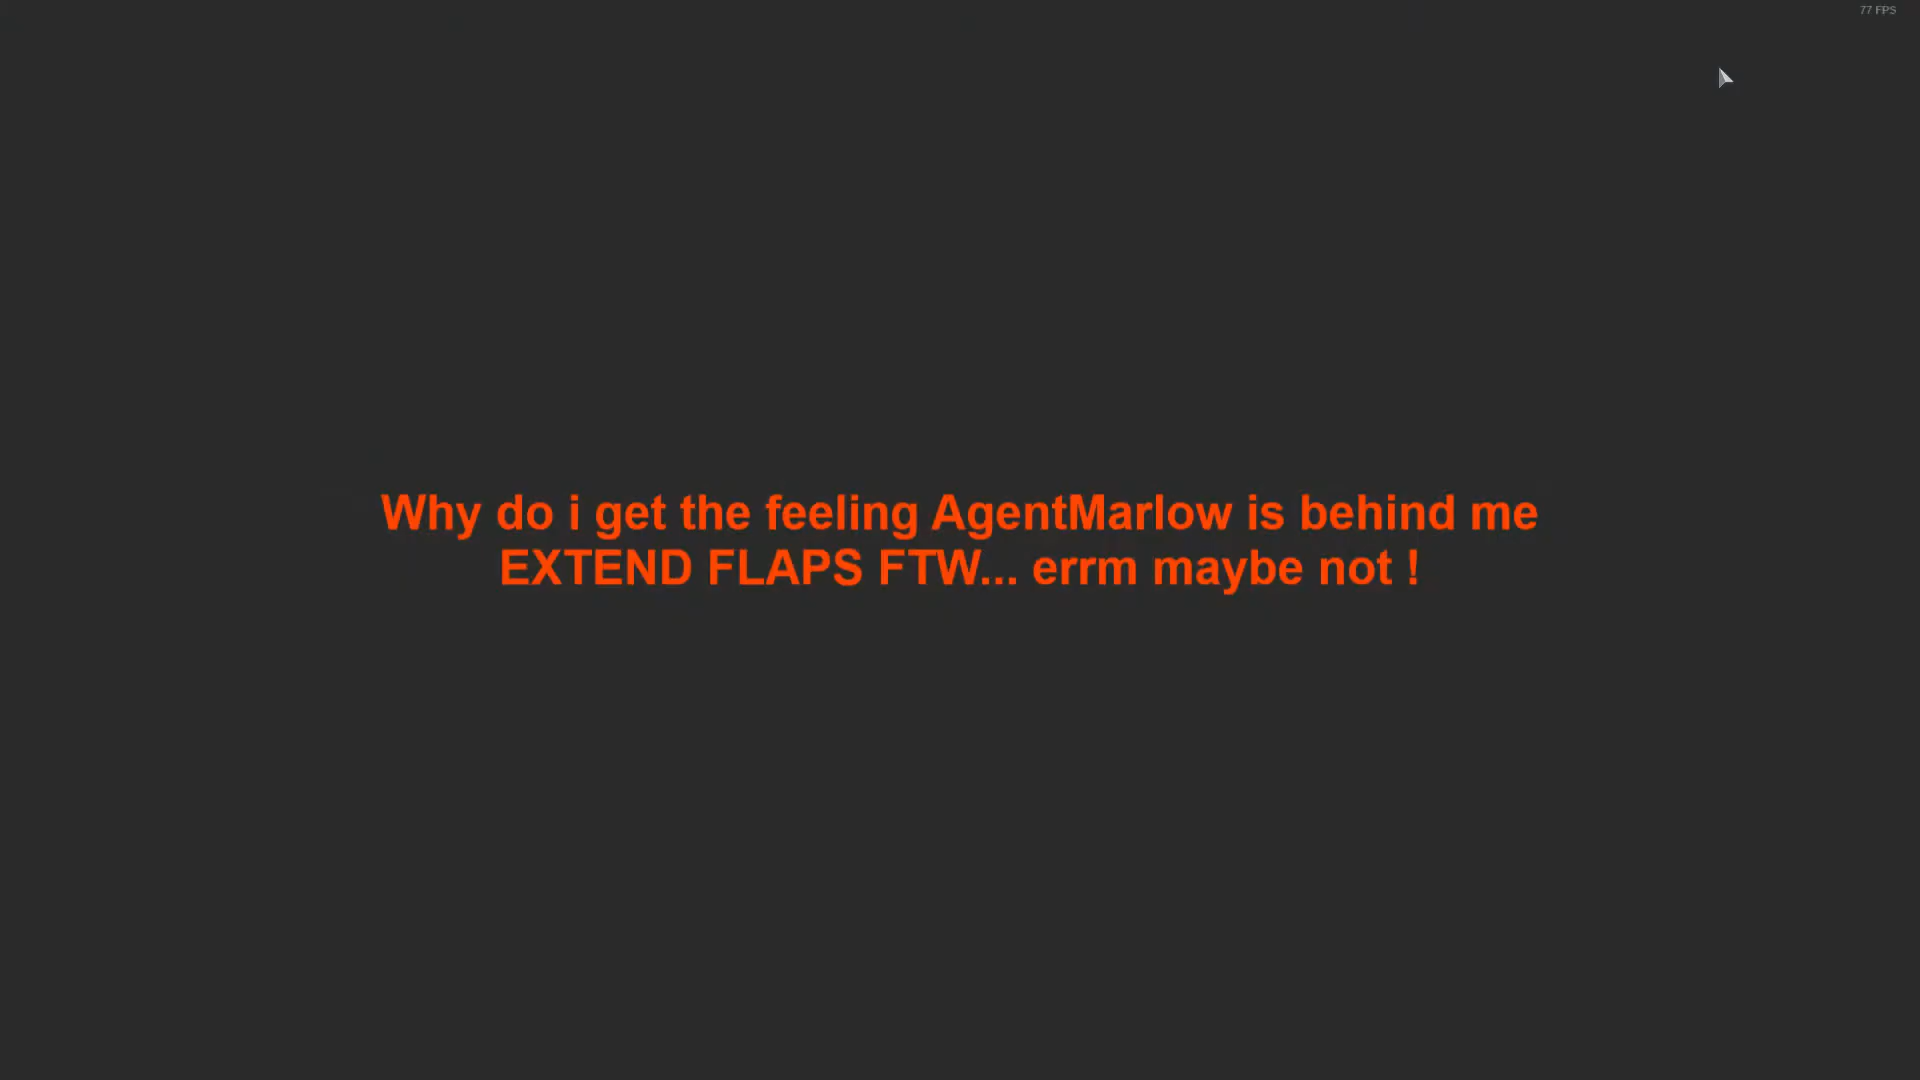 77 FPS
Why do i get the feeling AgentMarlow is behind me
EXTEND FLAPS FTW... errm maybe not !